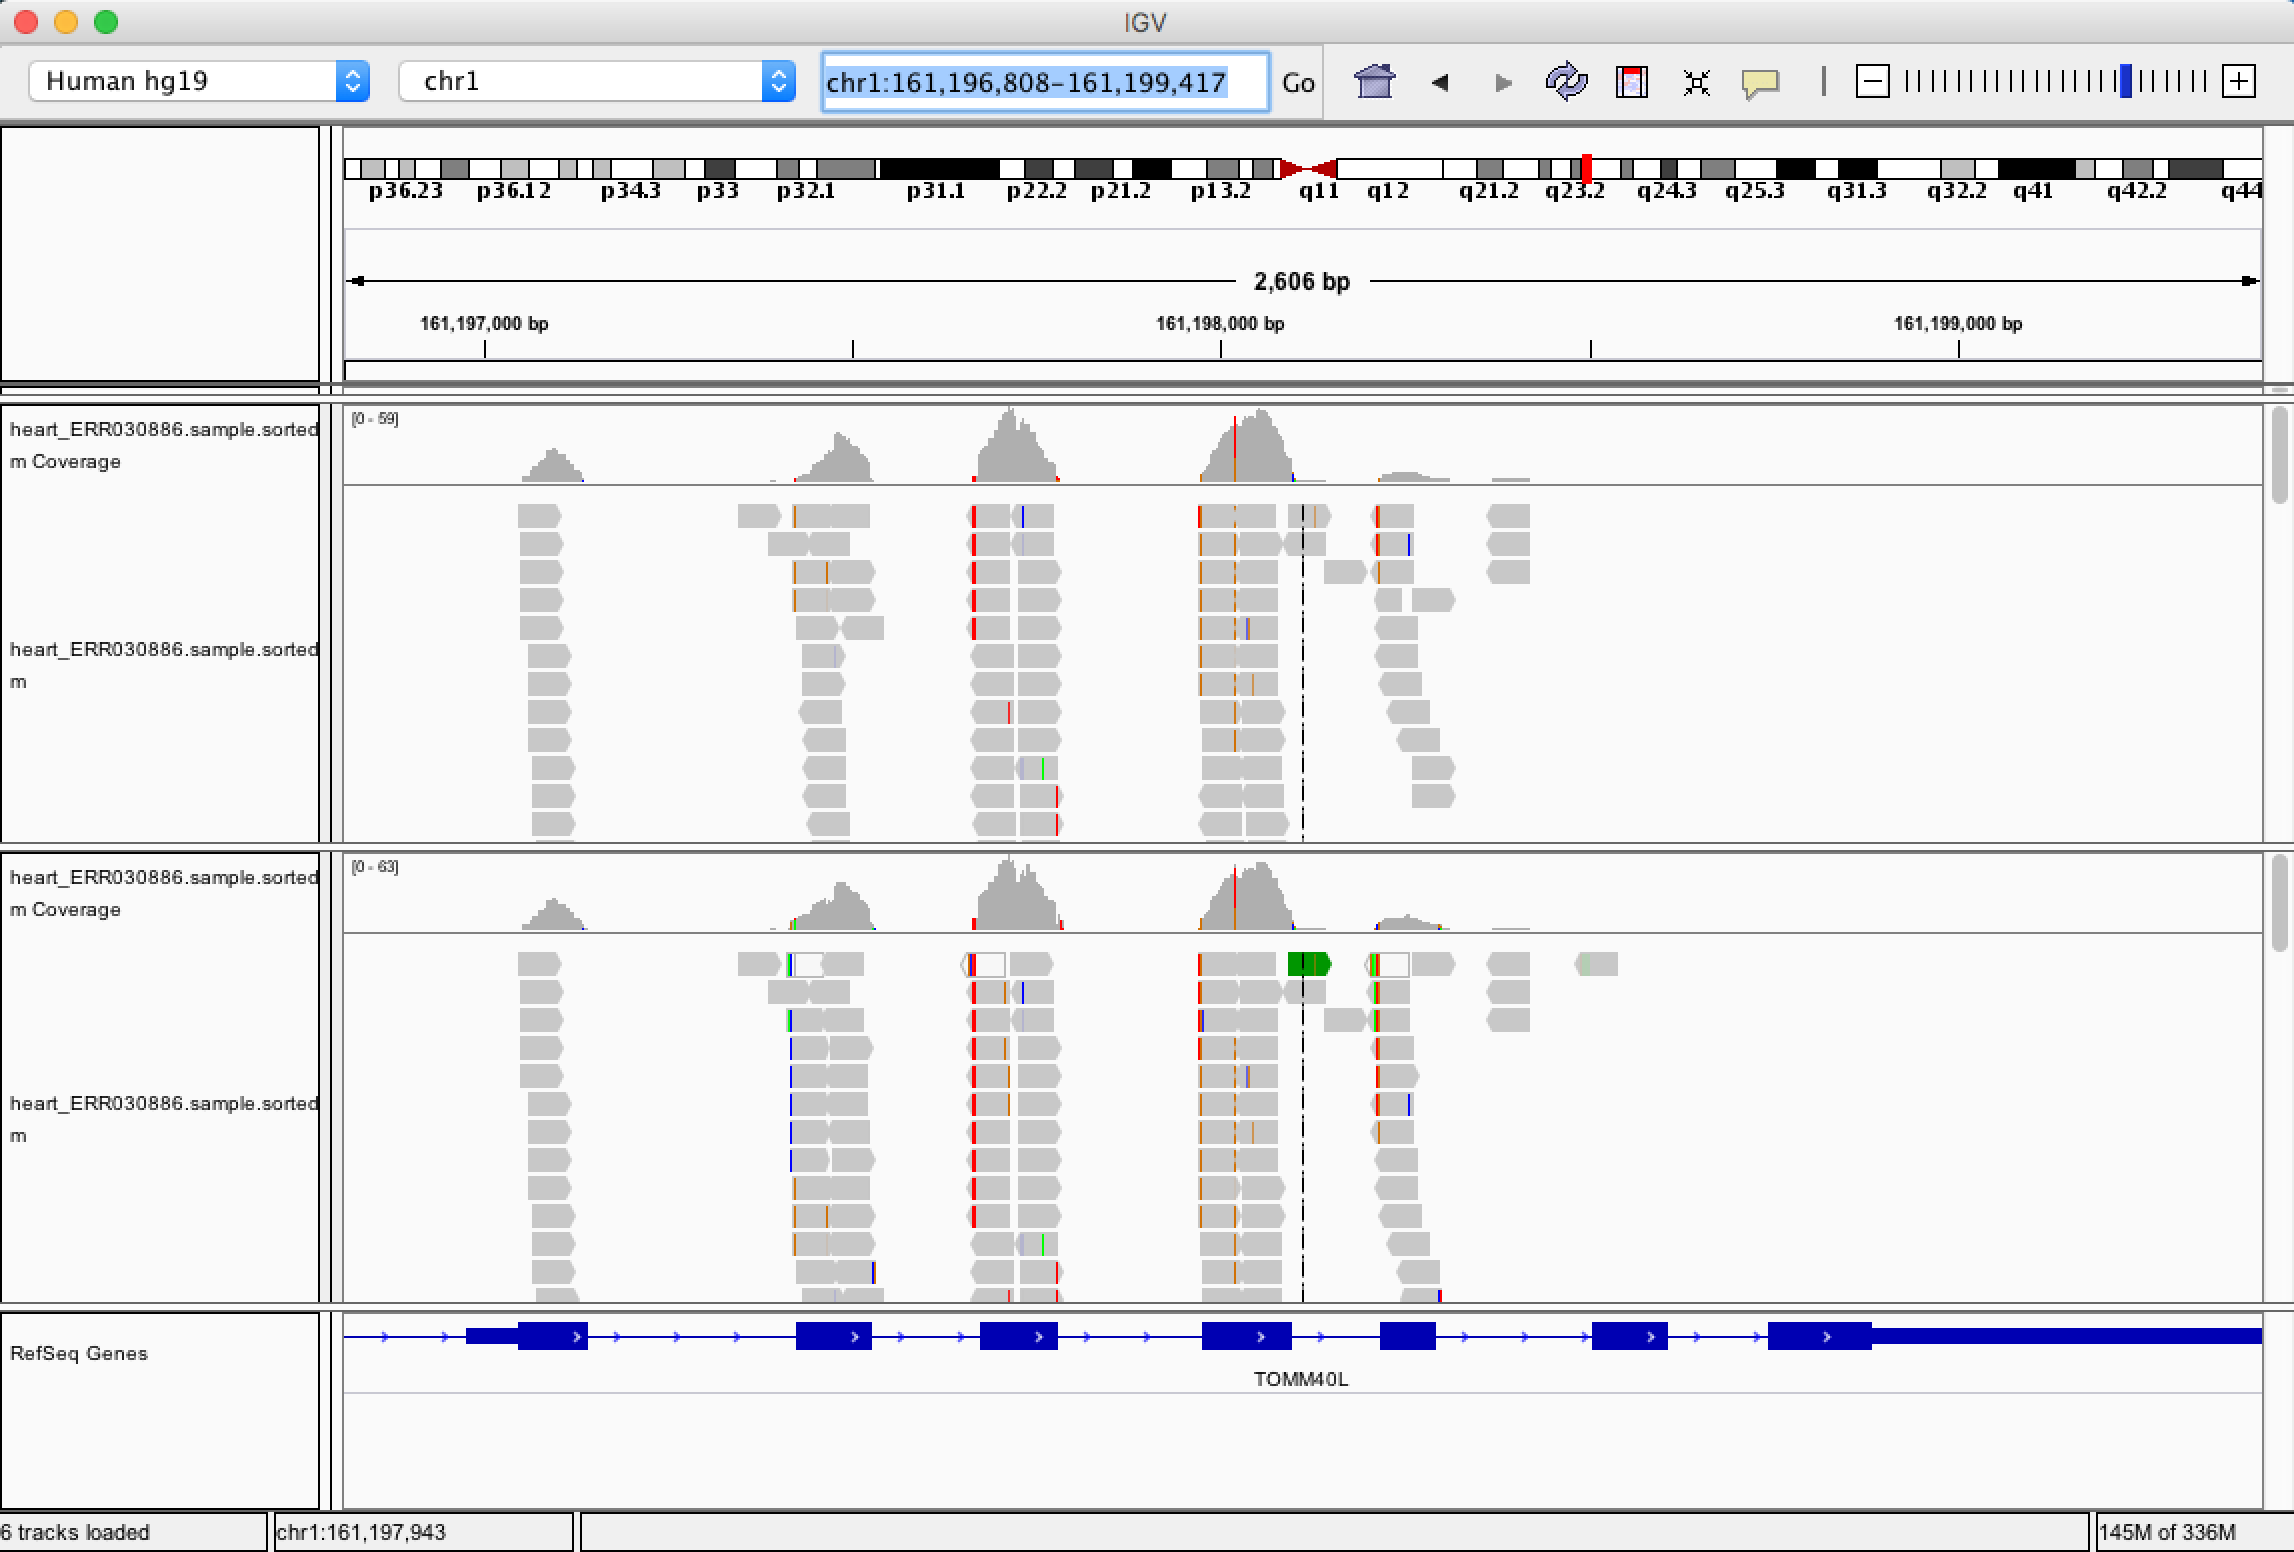 IGV
Human hg19
chr1
chr1:161,196,808-161,199,417
Go
p36.23 p36.12 p34.3 p33 p32.1 p31.1 p22.2 p21.2 p13.2 q11 q12 q21.2 q23.2 q24.3 q25.3 q31.3 q32.2 q41 q42.2 q44
2,606 bp
161,197,000 bp 161,198,000 bp 161,199,000 bp
heart_ERR030886.sample.sorted
m Coverage
[0 - 59]
heart_ERR030886.sample.sorted
m
heart_ERR030886.sample.sorted
m Coverage
[0 - 63]
heart_ERR030886.sample.sorted
m
RefSeq Genes
TOMM40L
6 tracks loaded
chr1:161,197,943
145M of 336M